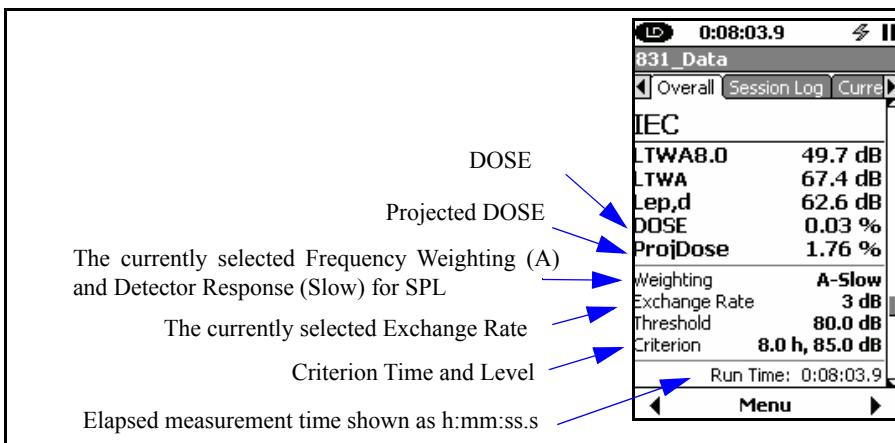 LD 0:08:03.9
831_Data
Overall Session Log Curre
IEC
LTWA8.0 49.7 dB
LTWA 67.4 dB
Lep,d 62.6 dB
DOSE 0.03 %
ProjDose 1.76 %
Weighting A-Slow
Exchange Rate 3 dB
Threshold 80.0 dB
Criterion 8.0 h, 85.0 dB
Run Time: 0:08:03.9
Menu
DOSE
Projected DOSE
The currently selected Frequency Weighting (A)
and Detector Response (Slow) for SPL
The currently selected Exchange Rate
Criterion Time and Level
Elapsed measurement time shown as h:mm:ss.s